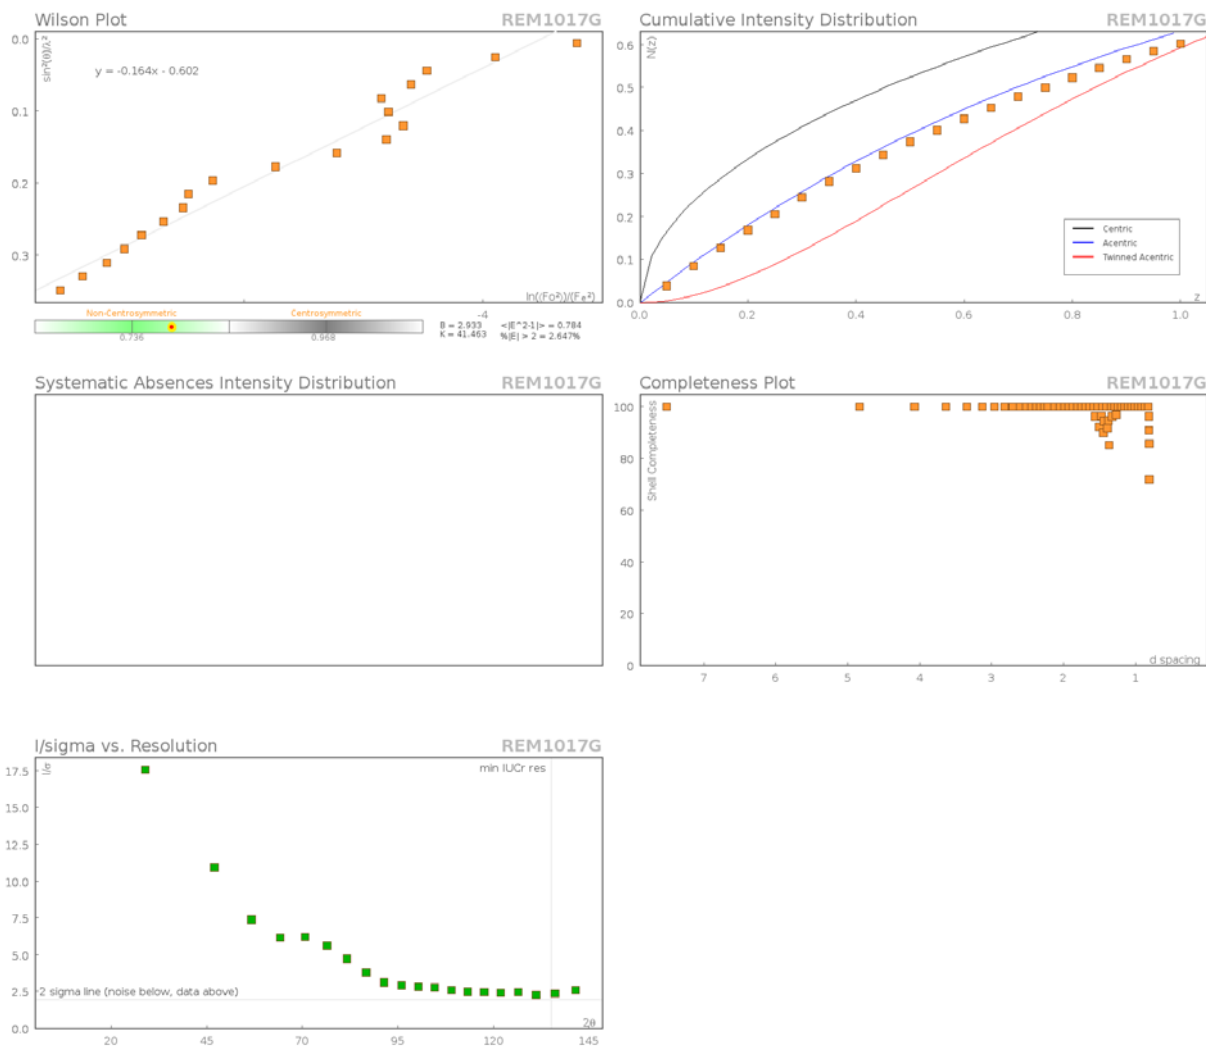 Wilson Plot REM1017G
sin²(θ)/λ²
y = -0.164x - 0.602
0.0
0.1
0.2
0.3
ln(⟨Fo²⟩)/⟨Fe²⟩
-4
Non-Centrosymmetric Centrosymmetric
0.736 0.968
B = 2.933 <|E^2-1|> = 0.784
K = 41.463 %|E| > 2 = 2.647%
Cumulative Intensity Distribution REM1017G
N(z)
0.6
0.5
0.4
0.3
0.2
0.1
0.0
Centric
Acentric
Twinned Acentric
z
0.0 0.2 0.4 0.6 0.8 1.0
Systematic Absences Intensity Distribution REM1017G
Completeness Plot REM1017G
Shell Completeness
100
80
60
40
20
0
d spacing
7 6 5 4 3 2 1
I/sigma vs. Resolution REM1017G
I/σ
min IUCr res
17.5
15.0
12.5
10.0
7.5
5.0
2.5
0.0
2 sigma line (noise below, data above)
2θ
20 45 70 95 120 145